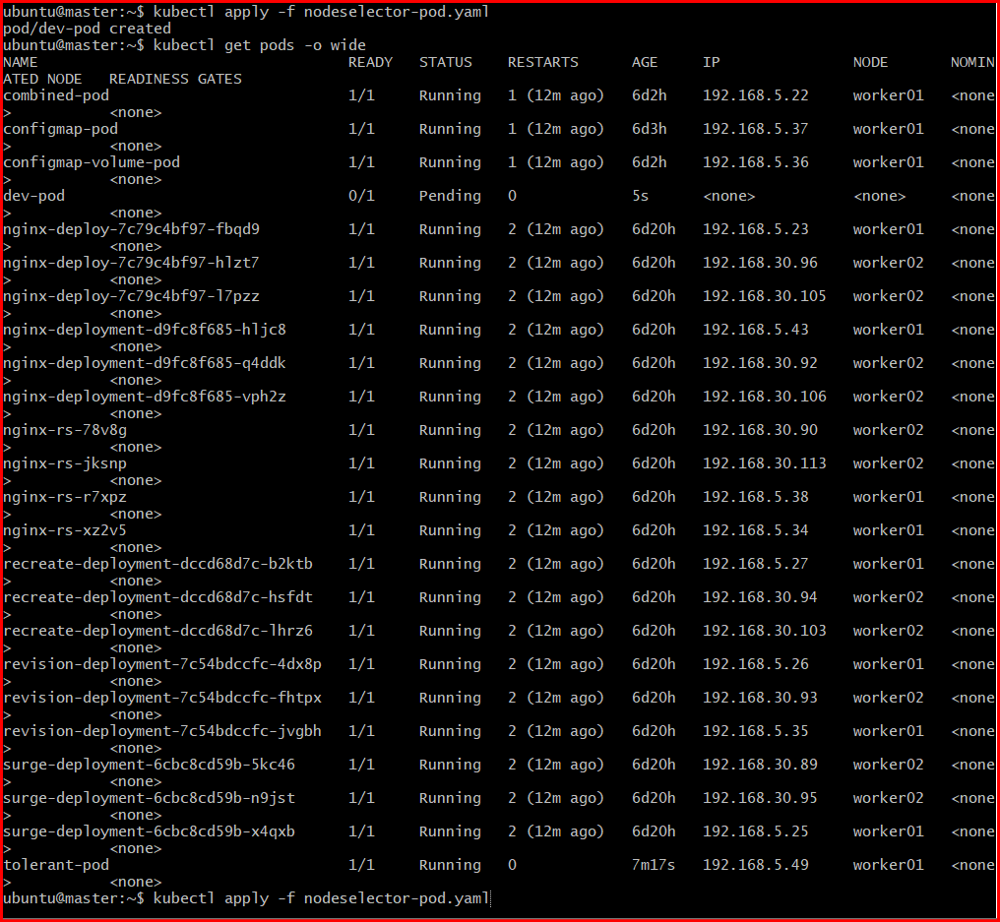 ubuntu@master:~$ kubectl apply -f nodeselector-pod.yaml
pod/dev-pod created
ubuntu@master:~$ kubectl get pods -o wide
NAME READY STATUS RESTARTS AGE IP NODE NOMIN
ATED NODE READINESS GATES
combined-pod 1/1 Running 1 (12m ago) 6d2h 192.168.5.22 worker01 <none
> <none>
configmap-pod 1/1 Running 1 (12m ago) 6d3h 192.168.5.37 worker01 <none
> <none>
configmap-volume-pod 1/1 Running 1 (12m ago) 6d2h 192.168.5.36 worker01 <none
> <none>
dev-pod 0/1 Pending 0 5s <none> <none> <none
> <none>
nginx-deploy-7c79c4bf97-fbqd9 1/1 Running 2 (12m ago) 6d20h 192.168.5.23 worker01 <none
> <none>
nginx-deploy-7c79c4bf97-hlzt7 1/1 Running 2 (12m ago) 6d20h 192.168.30.96 worker02 <none
> <none>
nginx-deploy-7c79c4bf97-l7pzz 1/1 Running 2 (12m ago) 6d20h 192.168.30.105 worker02 <none
> <none>
nginx-deployment-d9fc8f685-hljc8 1/1 Running 2 (12m ago) 6d20h 192.168.5.43 worker01 <none
> <none>
nginx-deployment-d9fc8f685-q4ddk 1/1 Running 2 (12m ago) 6d20h 192.168.30.92 worker02 <none
> <none>
nginx-deployment-d9fc8f685-vph2z 1/1 Running 2 (12m ago) 6d20h 192.168.30.106 worker02 <none
> <none>
nginx-rs-78v8g 1/1 Running 2 (12m ago) 6d20h 192.168.30.90 worker02 <none
> <none>
nginx-rs-jksnp 1/1 Running 2 (12m ago) 6d20h 192.168.30.113 worker02 <none
> <none>
nginx-rs-r7xpz 1/1 Running 2 (12m ago) 6d20h 192.168.5.38 worker01 <none
> <none>
nginx-rs-xz2v5 1/1 Running 2 (12m ago) 6d20h 192.168.5.34 worker01 <none
> <none>
recreate-deployment-dccd68d7c-b2ktb 1/1 Running 2 (12m ago) 6d20h 192.168.5.27 worker01 <none
> <none>
recreate-deployment-dccd68d7c-hsfdt 1/1 Running 2 (12m ago) 6d20h 192.168.30.94 worker02 <none
> <none>
recreate-deployment-dccd68d7c-lhrz6 1/1 Running 2 (12m ago) 6d20h 192.168.30.103 worker02 <none
> <none>
revision-deployment-7c54bdccfc-4dx8p 1/1 Running 2 (12m ago) 6d20h 192.168.5.26 worker01 <none
> <none>
revision-deployment-7c54bdccfc-fhtpx 1/1 Running 2 (12m ago) 6d20h 192.168.30.93 worker02 <none
> <none>
revision-deployment-7c54bdccfc-jvgbh 1/1 Running 2 (12m ago) 6d20h 192.168.5.35 worker01 <none
> <none>
surge-deployment-6cbc8cd59b-5kc46 1/1 Running 2 (12m ago) 6d20h 192.168.30.89 worker02 <none
> <none>
surge-deployment-6cbc8cd59b-n9jst 1/1 Running 2 (12m ago) 6d20h 192.168.30.95 worker02 <none
> <none>
surge-deployment-6cbc8cd59b-x4qxb 1/1 Running 2 (12m ago) 6d20h 192.168.5.25 worker01 <none
> <none>
tolerant-pod 1/1 Running 0 7m17s 192.168.5.49 worker01 <none
> <none>
ubuntu@master:~$ kubectl apply -f nodeselector-pod.yaml